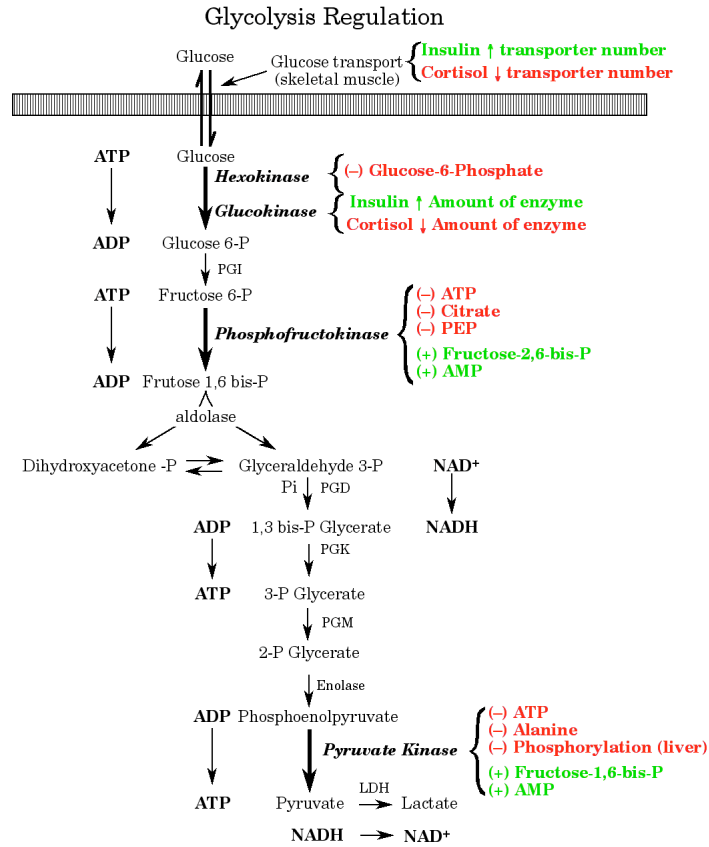 Glycolysis Regulation
Glucose
Glucose transport
(skeletal muscle)
Insulin ↑ transporter number
Cortisol ↓ transporter number
ATP
Glucose
Hexokinase
(–) Glucose-6-Phosphate
Glucokinase
Insulin ↑ Amount of enzyme
Cortisol ↓ Amount of enzyme
ADP
Glucose 6-P
PGI
ATP
Fructose 6-P
Phosphofructokinase
(–) ATP
(–) Citrate
(–) PEP
(+) Fructose-2,6-bis-P
(+) AMP
ADP
Frutose 1,6 bis-P
aldolase
Dihydroxyacetone -P
Glyceraldehyde 3-P
NAD+
Pi
PGD
ADP
1,3 bis-P Glycerate
NADH
PGK
ATP
3-P Glycerate
PGM
2-P Glycerate
Enolase
ADP
Phosphoenolpyruvate
Pyruvate Kinase
(–) ATP
(–) Alanine
(–) Phosphorylation (liver)
(+) Fructose-1,6-bis-P
(+) AMP
ATP
Pyruvate
LDH
Lactate
NADH
NAD+